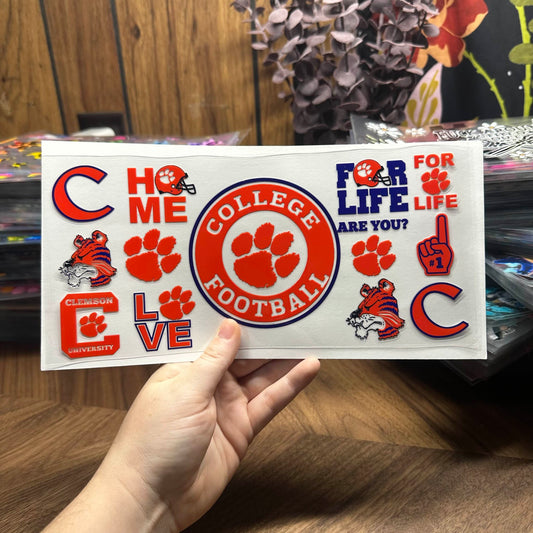 C
HOME
CLEMSON
C
UNIVERSITY
LOVE
COLLEGE
FOOTBALL
FOR
LIFE
ARE YOU?
FOR
LIFE
#1
C